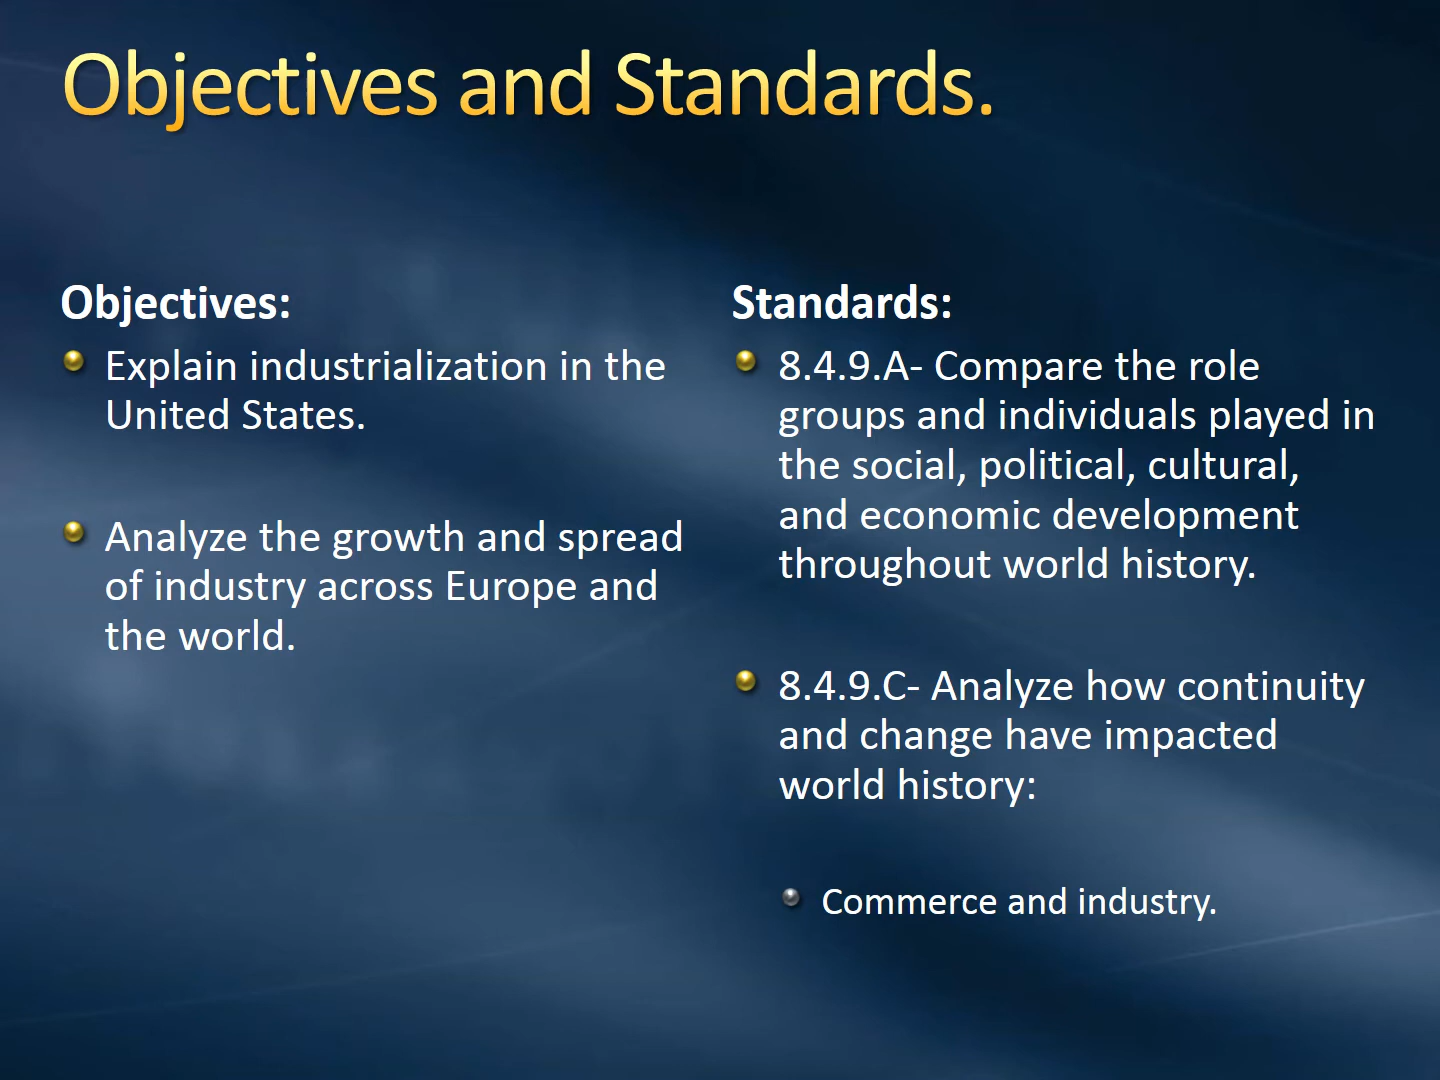 Objectives and Standards.
Objectives:
Explain industrialization in the
United States.
Analyze the growth and spread
of industry across Europe and
the world.
Standards:
8.4.9.A- Compare the role
groups and individuals played in
the social, political, cultural,
and economic development
throughout world history.
8.4.9.C- Analyze how continuity
and change have impacted
world history:
Commerce and industry.